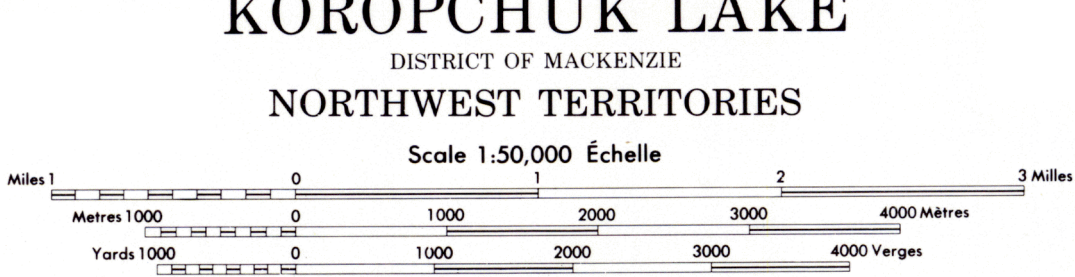 KOROPCHUK LAKE
DISTRICT OF MACKENZIE
NORTHWEST TERRITORIES
Scale 1:50,000 Échelle
Miles 1 0 1 2 3 Milles
Metres 1000 0 1000 2000 3000 4000 Mètres
Yards 1000 0 1000 2000 3000 4000 Verges